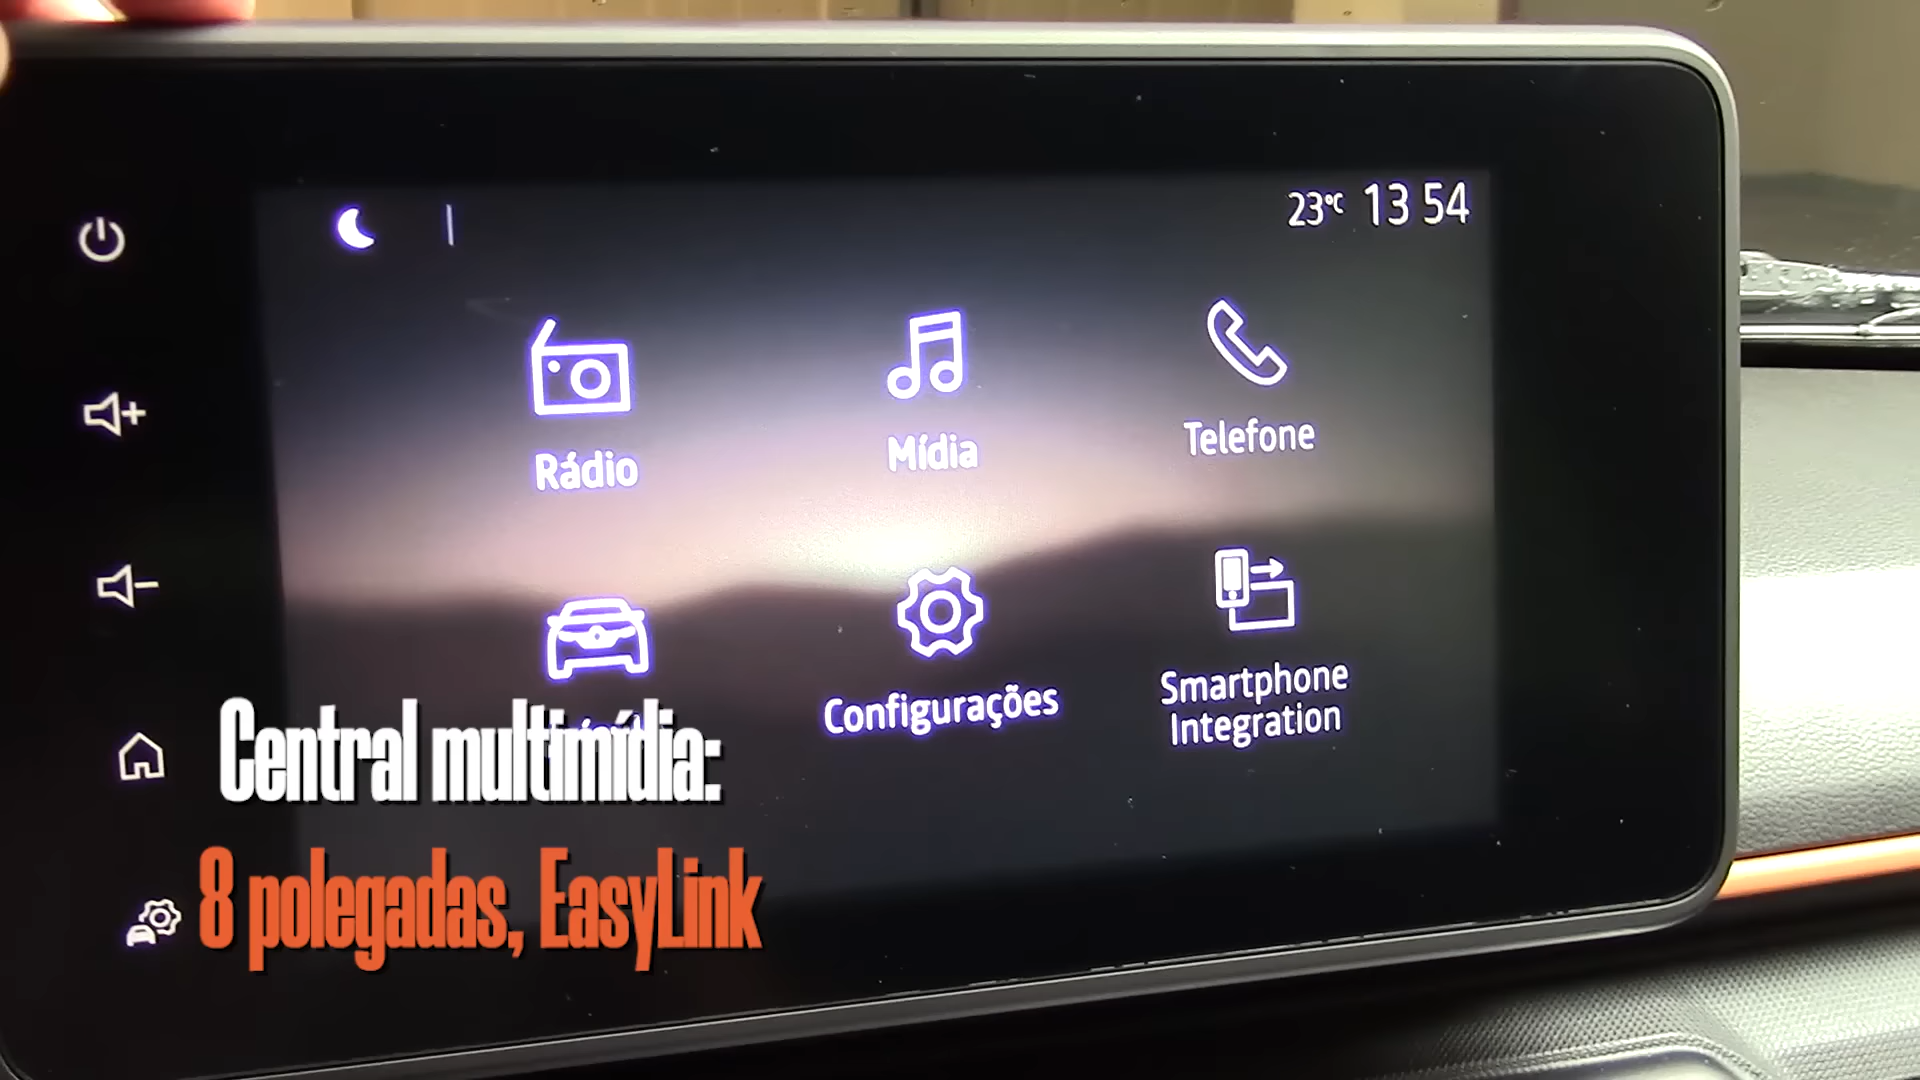 23°C 13 54
Rádio
Mídia
Telefone
Configurações
Smartphone
Integration
Central multimídia:
8 polegadas, EasyLink